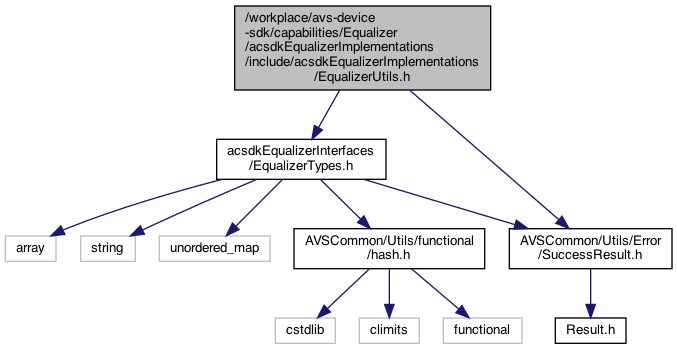 /workplace/avs-device
-sdk/capabilities/Equalizer
/acsdkEqualizerImplementations
/include/acsdkEqualizerImplementations
/EqualizerUtils.h
acsdkEqualizerInterfaces
/EqualizerTypes.h
array
string
unordered_map
AVSCommon/Utils/functional
/hash.h
AVSCommon/Utils/Error
/SuccessResult.h
cstdlib
climits
functional
Result.h